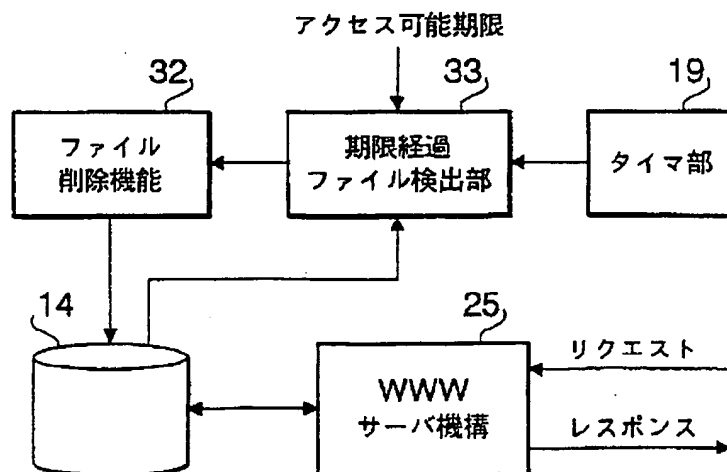 アクセス可能期限
32
33
19
ファイル
削除機能
期限経過
ファイル検出部
タイマ部
14
25
WWW
サーバ機構
リクエスト
レスポンス